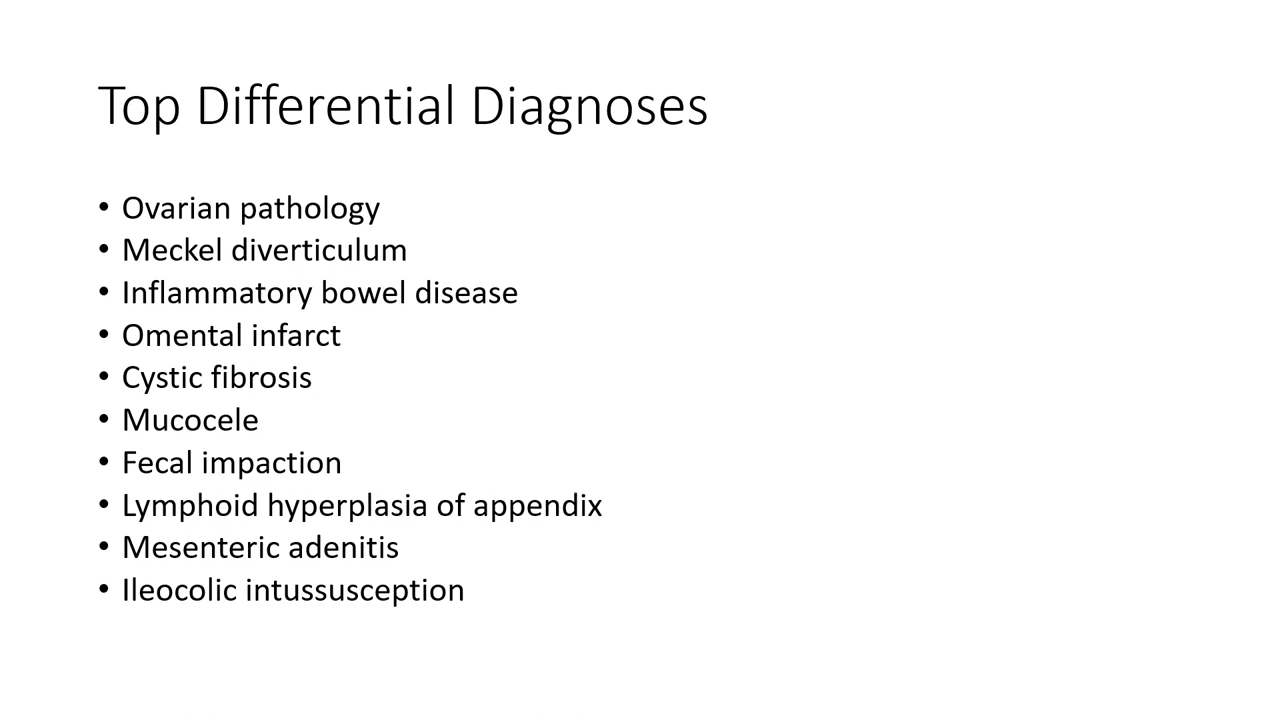 Top Differential Diagnoses
• Ovarian pathology
• Meckel diverticulum
• Inflammatory bowel disease
• Omental infarct
• Cystic fibrosis
• Mucocele
• Fecal impaction
• Lymphoid hyperplasia of appendix
• Mesenteric adenitis
• Ileocolic intussusception